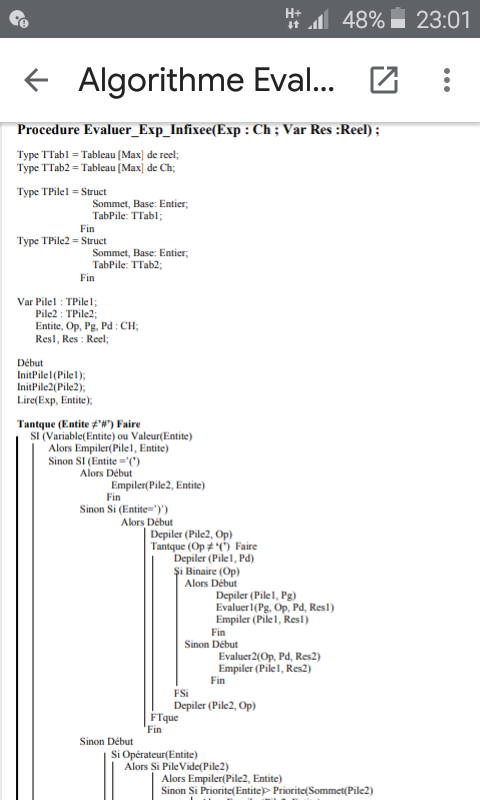 H+ 48% 23:01
Algorithme Eval...
Procedure Evaluer_Exp_Infixee(Exp : Ch ; Var Res :Reel) ;
Type TTab1 = Tableau [Max] de reel;
Type TTab2 = Tableau [Max] de Ch;
Type TPile1 = Struct
Sommet, Base: Entier;
TabPile: TTab1;
Fin
Type TPile2 = Struct
Sommet, Base: Entier;
TabPile: TTab2;
Fin
Var Pile1 : TPile1;
Pile2 : TPile2;
Entite, Op, Pg, Pd : CH;
Res1, Res : Reel;
Début
InitPile1(Pile1);
InitPile2(Pile2);
Lire(Exp, Entite);
Tantque (Entite ≠'#') Faire
SI (Variable(Entite) ou Valeur(Entite)
Alors Empiler(Pile1, Entite)
Sinon SI (Entite ='(')
Alors Début
Empiler(Pile2, Entite)
Fin
Sinon Si (Entite=')')
Alors Début
Depiler (Pile2, Op)
Tantque (Op ≠ '(') Faire
Depiler (Pile1, Pd)
Si Binaire (Op)
Alors Début
Depiler (Pile1, Pg)
Evaluer1(Pg, Op, Pd, Res1)
Empiler (Pile1, Res1)
Fin
Sinon Début
Evaluer2(Op, Pd, Res2)
Empiler (Pile1, Res2)
Fin
FSi
Depiler (Pile2, Op)
FTque
Fin
Sinon Début
Si Opérateur(Entite)
Alors Si PileVide(Pile2)
Alors Empiler(Pile2, Entite)
Sinon Si Priorite(Entite)> Priorite(Sommet(Pile2)